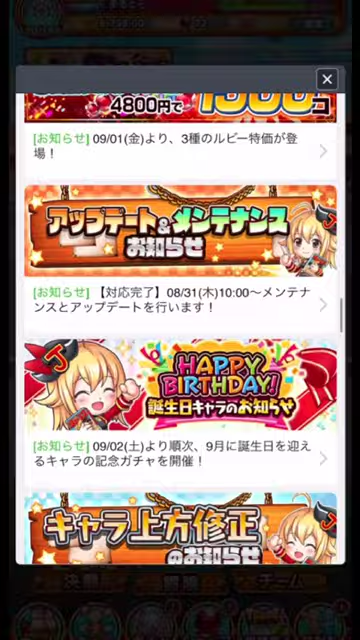 4800円で
[お知らせ] 09/01(金)より、3種のルビー特価が登
場！
アップデート&メンテナンス
お知らせ
[お知らせ] 【対応完了】08/31(木)10:00〜メンテナ
ンスとアップデートを行います！
HAPPY
BIRTHDAY!
誕生日キャラのお知らせ
[お知らせ] 09/02(土)より順次、9月に誕生日を迎え
るキャラの記念ガチャを開催！
キャラ上方修正
のお知らせ